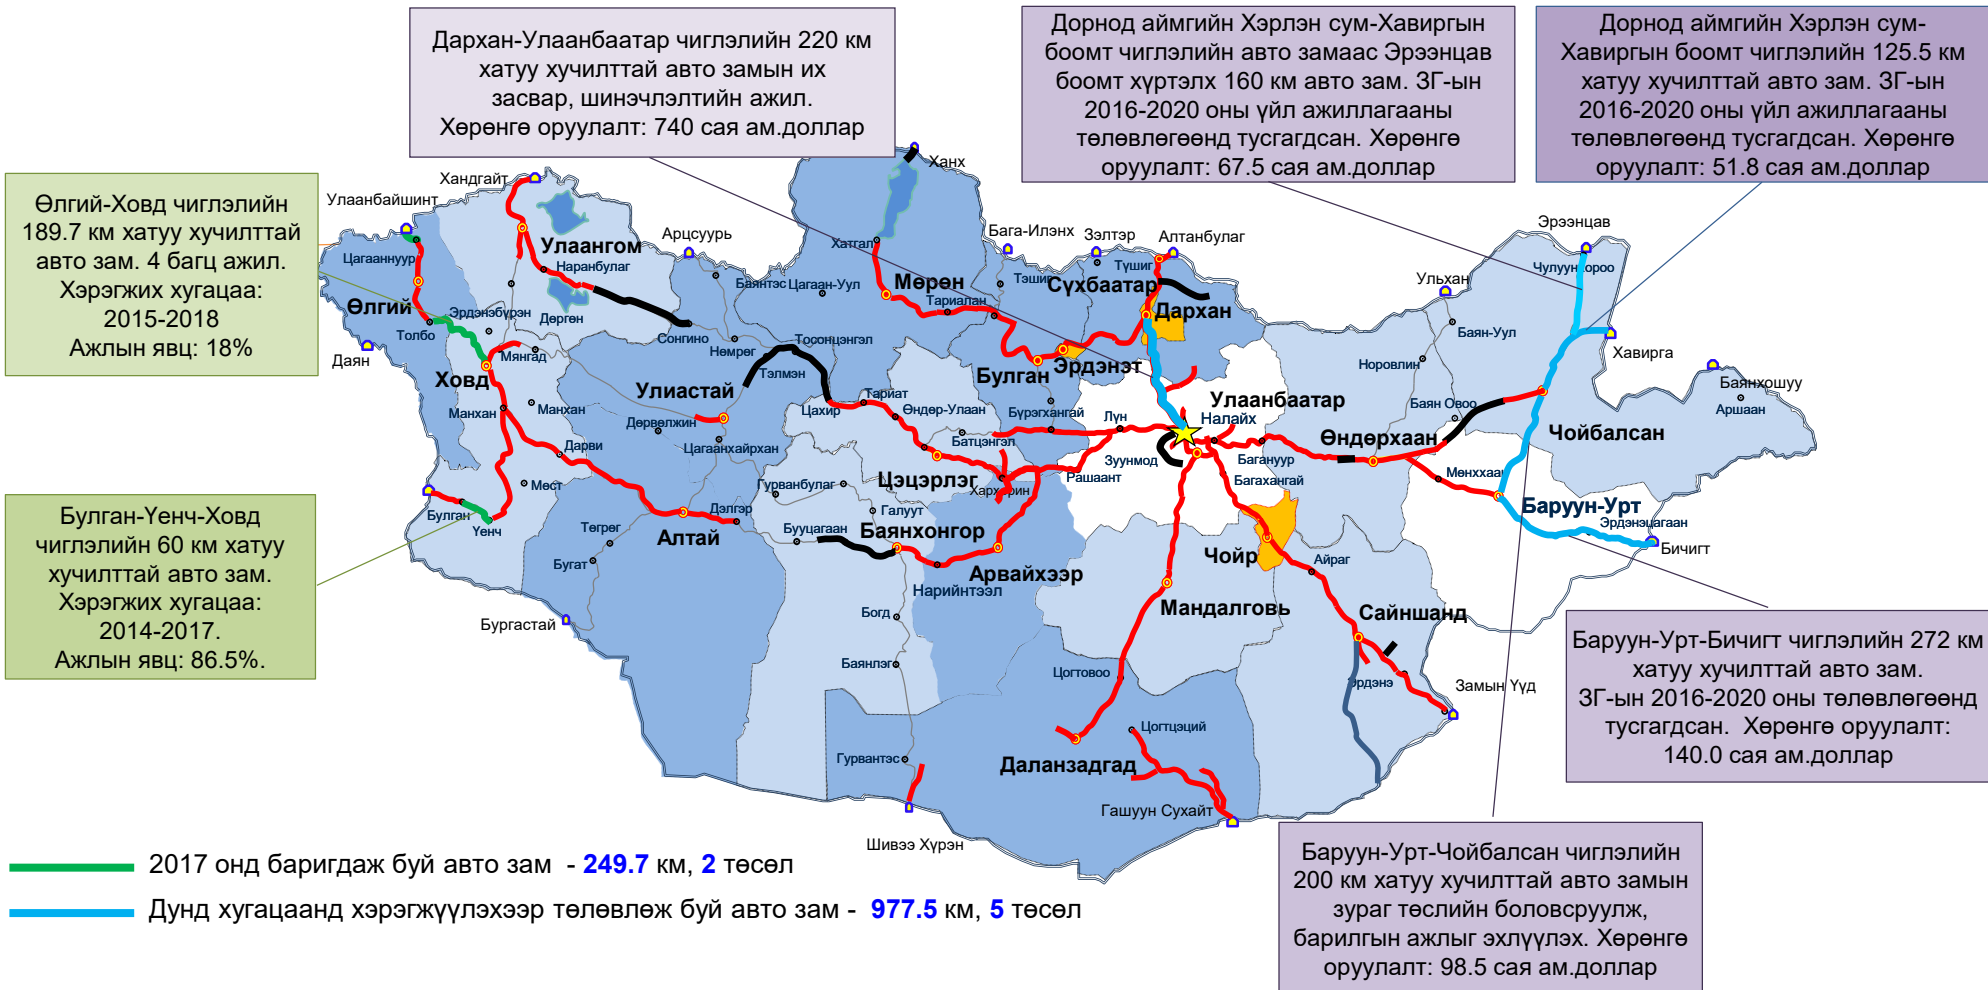 Дархан-Улаанбаатар чиглэлийн 220 км
хатуу хучилттай авто замын их
засвар, шинэчлэлтийн ажил.
Хөрөнгө оруулалт: 740 сая ам.доллар
Дорнод аймгийн Хэрлэн сум-Хавиргын
боомт чиглэлийн авто замаас Эрээнцав
боомт хүртэлх 160 км авто зам. ЗГ-ын
2016-2020 оны үйл ажиллагааны
төлөвлөгөөнд тусгагдсан. Хөрөнгө
оруулалт: 67.5 сая ам.доллар
Дорнод аймгийн Хэрлэн сум-
Хавиргын боомт чиглэлийн 125.5 км
хатуу хучилттай авто зам. ЗГ-ын
2016-2020 оны үйл ажиллагааны
төлөвлөгөөнд тусгагдсан. Хөрөнгө
оруулалт: 51.8 сая ам.доллар
Өлгий-Ховд чиглэлийн
189.7 км хатуу хучилттай
авто зам. 4 багц ажил.
Хэрэгжих хугацаа:
2015-2018
Ажлын явц: 18%
Булган-Үенч-Ховд
чиглэлийн 60 км хатуу
хучилттай авто зам.
Хэрэгжих хугацаа:
2014-2017.
Ажлын явц: 86.5%.
Ханх
Хандгайт
Улаанбайшинт
Улаангом
Арцсуурь
Хатгал
Бага-Илэнх
Зэлтэр
Алтанбулаг
Эрээнцав
Цагааннуур
Наранбулаг
Баянтэс
Цагаан-Уул
Мөрөн
Тэшиг
Түшиг
Сүхбаатар
Ульхан
Чулуунхороо
Өлгий
Эрдэнэбүрэн
Дөргөн
Тариалан
Дархан
Баян-Уул
Толбо
Сонгино
Нөмрөг
Тосонцэнгэл
Хавирга
Даян
Мянгад
Тэлмэн
Булган
Эрдэнэт
Норовлин
Баянхошуу
Ховд
Улиастай
Тариат
Аршаан
Манхан
Манхан
Цахир
Өндөр-Улаан
Бүрэгхангай
Лүн
Улаанбаатар
Налайх
Баян Овоо
Дөрвөлжин
Батцэнгэл
Өндөрхаан
Чойбалсан
Дарви
Цагаанхайрхан
Зуунмод
Багануур
Цэцэрлэг
Рашаант
Мөнххаан
Мөст
Гурванбулаг
Хархорин
Багахангай
Булган
Үенч
Дэлгэр
Галуут
Баруун-Урт
Эрдэнэцагаан
Төгрөг
Алтай
Бууцагаан
Баянхонгор
Бичигт
Бугат
Арвайхээр
Чойр
Айраг
Нарийнтээл
Мандалговь
Сайншанд
Бургастай
Богд
Баянлэг
Цогтовоо
Эрдэнэ
Замын Үүд
Цогтцэций
Гурвантэс
Даланзадгад
Гашуун Сухайт
Шивээ Хүрэн
Баруун-Урт-Бичигт чиглэлийн 272 км
хатуу хучилттай авто зам.
ЗГ-ын 2016-2020 оны төлөвлөгөөнд
тусгагдсан. Хөрөнгө оруулалт:
140.0 сая ам.доллар
Баруун-Урт-Чойбалсан чиглэлийн
200 км хатуу хучилттай авто замын
зураг төслийн боловсруулж,
барилгын ажлыг эхлүүлэх. Хөрөнгө
оруулалт: 98.5 сая ам.доллар
2017 онд баригдаж буй авто зам - 249.7 км, 2 төсөл
Дунд хугацаанд хэрэгжүүлэхээр төлөвлөж буй авто зам - 977.5 км, 5 төсөл